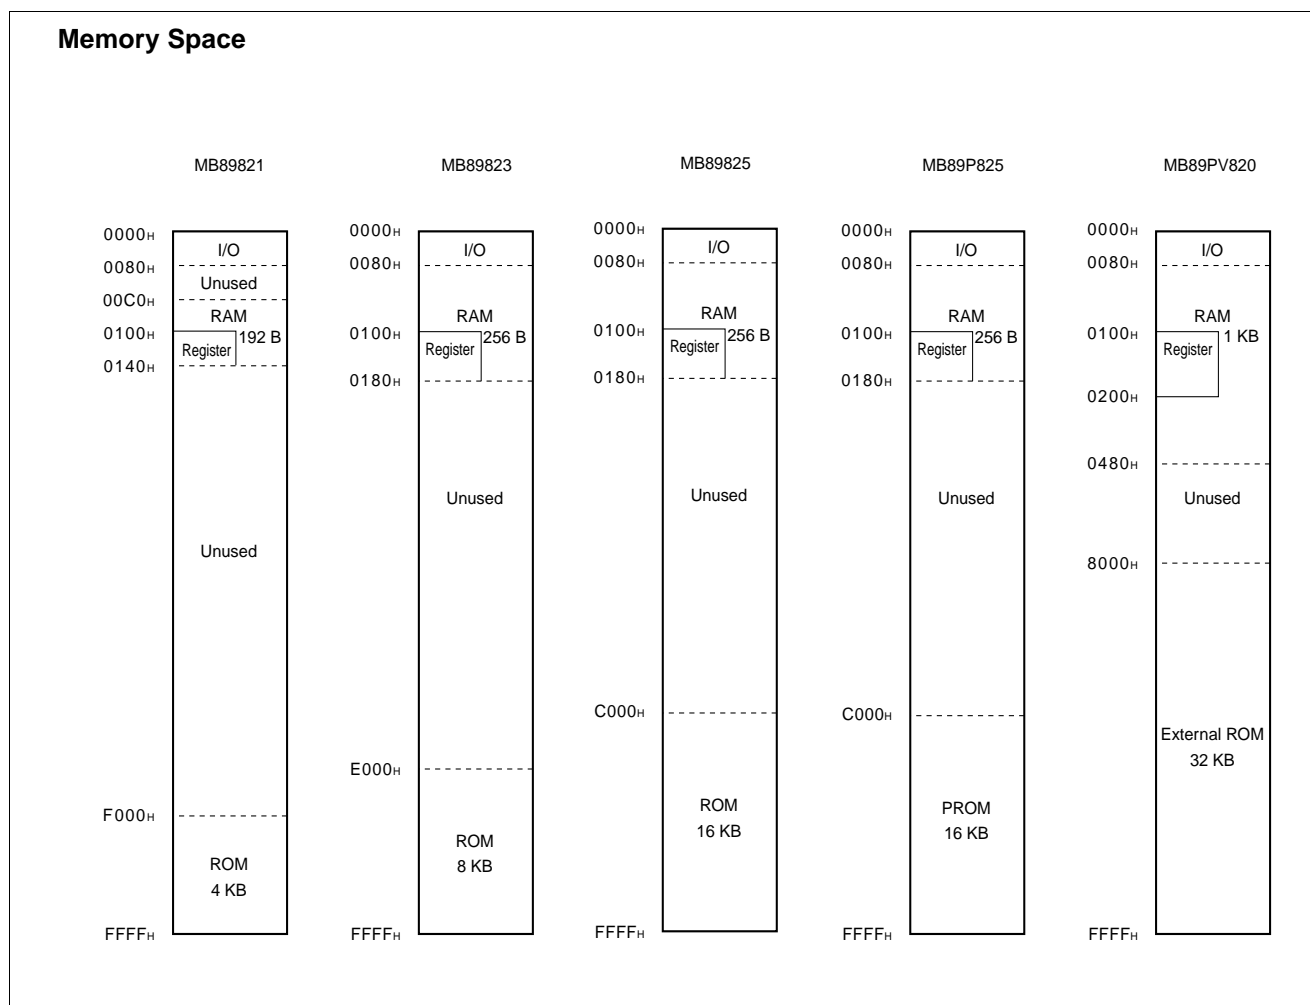 Memory Space
MB89821
0000H
I/O
0080H
Unused
00C0H
RAM
0100H
192 B
Register
0140H
Unused
F000H
ROM
4 KB
FFFFH
MB89823
0000H
I/O
0080H
RAM
0100H
256 B
Register
0180H
Unused
E000H
ROM
8 KB
FFFFH
MB89825
0000H
I/O
0080H
RAM
0100H
256 B
Register
0180H
Unused
C000H
ROM
16 KB
FFFFH
MB89P825
0000H
I/O
0080H
RAM
0100H
256 B
Register
0180H
Unused
C000H
PROM
16 KB
FFFFH
MB89PV820
0000H
I/O
0080H
RAM
0100H
1 KB
Register
0200H
0480H
Unused
8000H
External ROM
32 KB
FFFFH